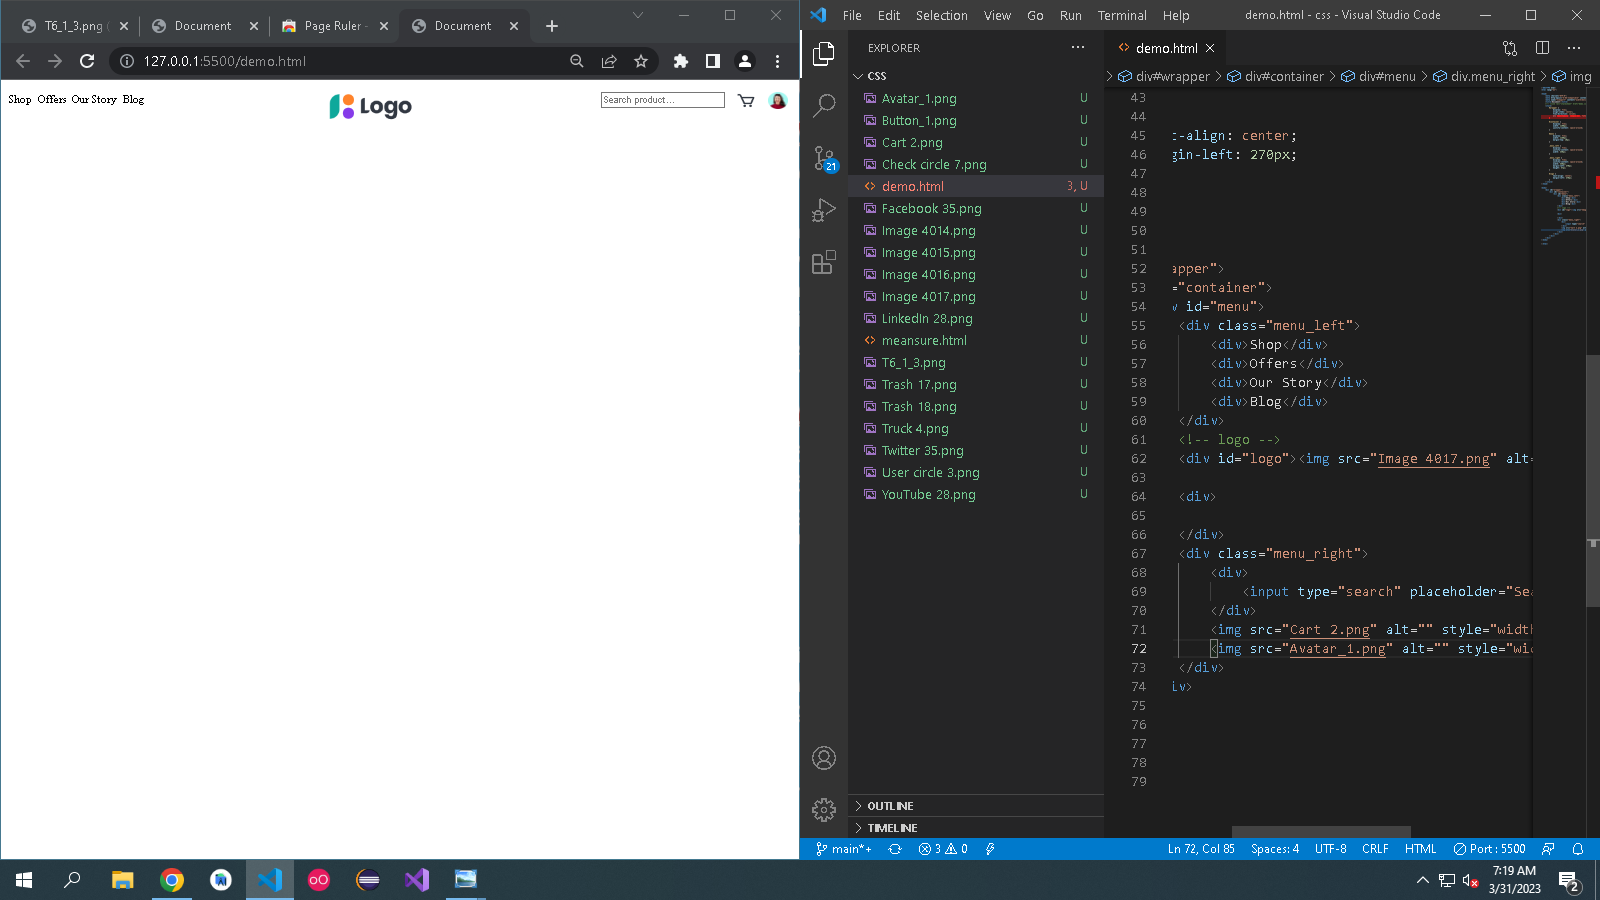 T6_1_3.png
Document
Page Ruler -
Document
127.0.0.1:5500/demo.html
Shop Offers Our Story Blog
Logo
Search product...
File Edit Selection View Go Run Terminal Help
demo.html - css - Visual Studio Code
EXPLORER
CSS
Avatar_1.png U
Button_1.png U
Cart 2.png U
Check circle 7.png U
demo.html 3, U
Facebook 35.png U
Image 4014.png U
Image 4015.png U
Image 4016.png U
Image 4017.png U
LinkedIn 28.png U
meansure.html U
T6_1_3.png U
Trash 17.png U
Trash 18.png U
Truck 4.png U
Twitter 35.png U
User circle 3.png U
YouTube 28.png U
OUTLINE
TIMELINE
21
demo.html
div#wrapper > div#container > div#menu > div.menu_right > img
43
44
45 t-align: center;
46 gin-left: 270px;
47
48
49
50
51
52 apper">
53 ="container">
54 v id="menu">
55 <div class="menu_left">
56 <div>Shop</div>
57 <div>Offers</div>
58 <div>Our Story</div>
59 <div>Blog</div>
60 </div>
61 <!-- logo -->
62 <div id="logo"><img src="Image 4017.png" alt=
63
64 <div>
65
66 </div>
67 <div class="menu_right">
68 <div>
69 <input type="search" placeholder="Sea
70 </div>
71 <img src="Cart 2.png" alt="" style="width
72 <img src="Avatar_1.png" alt="" style="wid
73 </div>
74 iv>
75
76
77
78
79
main*+ 3 0
Ln 72, Col 85 Spaces: 4 UTF-8 CRLF HTML Port : 5500
7:19 AM
3/31/2023
2